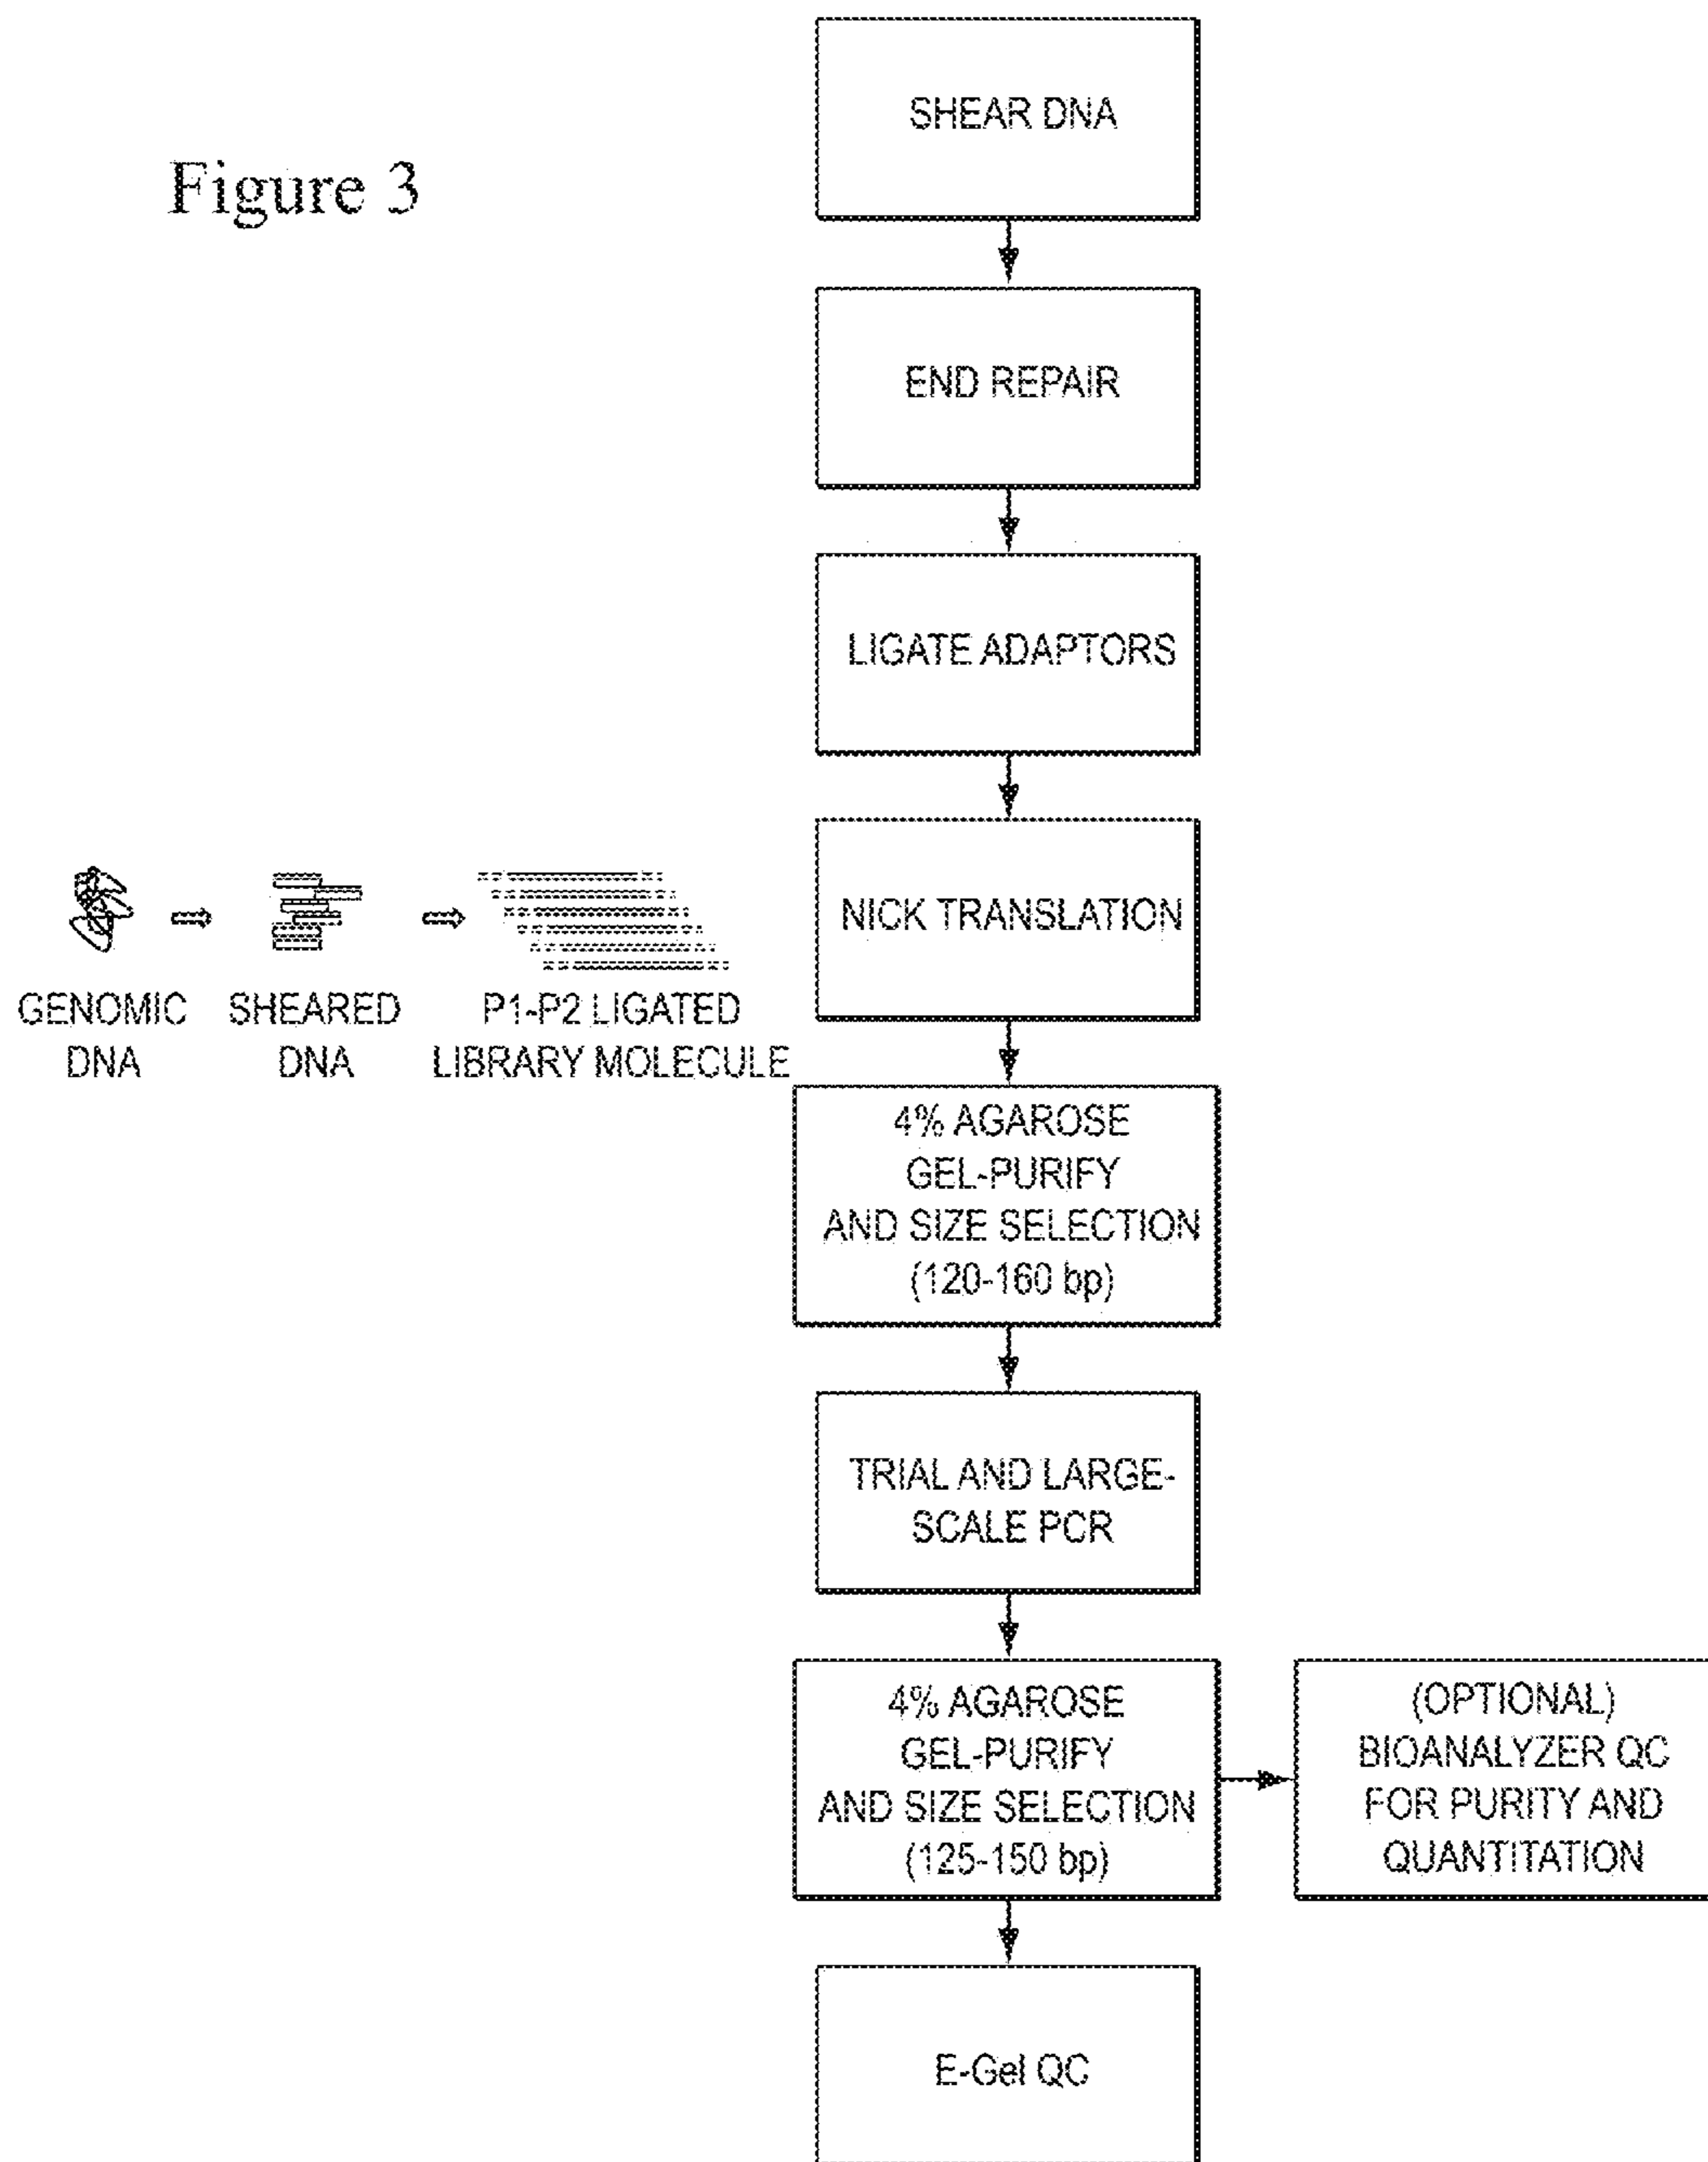 Figure 3
SHEAR DNA
END REPAIR
LIGATE ADAPTORS
NICK TRANSLATION
GENOMIC
DNA
SHEARED
DNA
P1-P2 LIGATED
LIBRARY MOLECULE
4% AGAROSE
GEL-PURIFY
AND SIZE SELECTION
(120-160 bp)
TRIAL AND LARGE-
SCALE PCR
4% AGAROSE
GEL-PURIFY
AND SIZE SELECTION
(125-150 bp)
(OPTIONAL)
BIOANALYZER QC
FOR PURITY AND
QUANTITATION
E-Gel QC